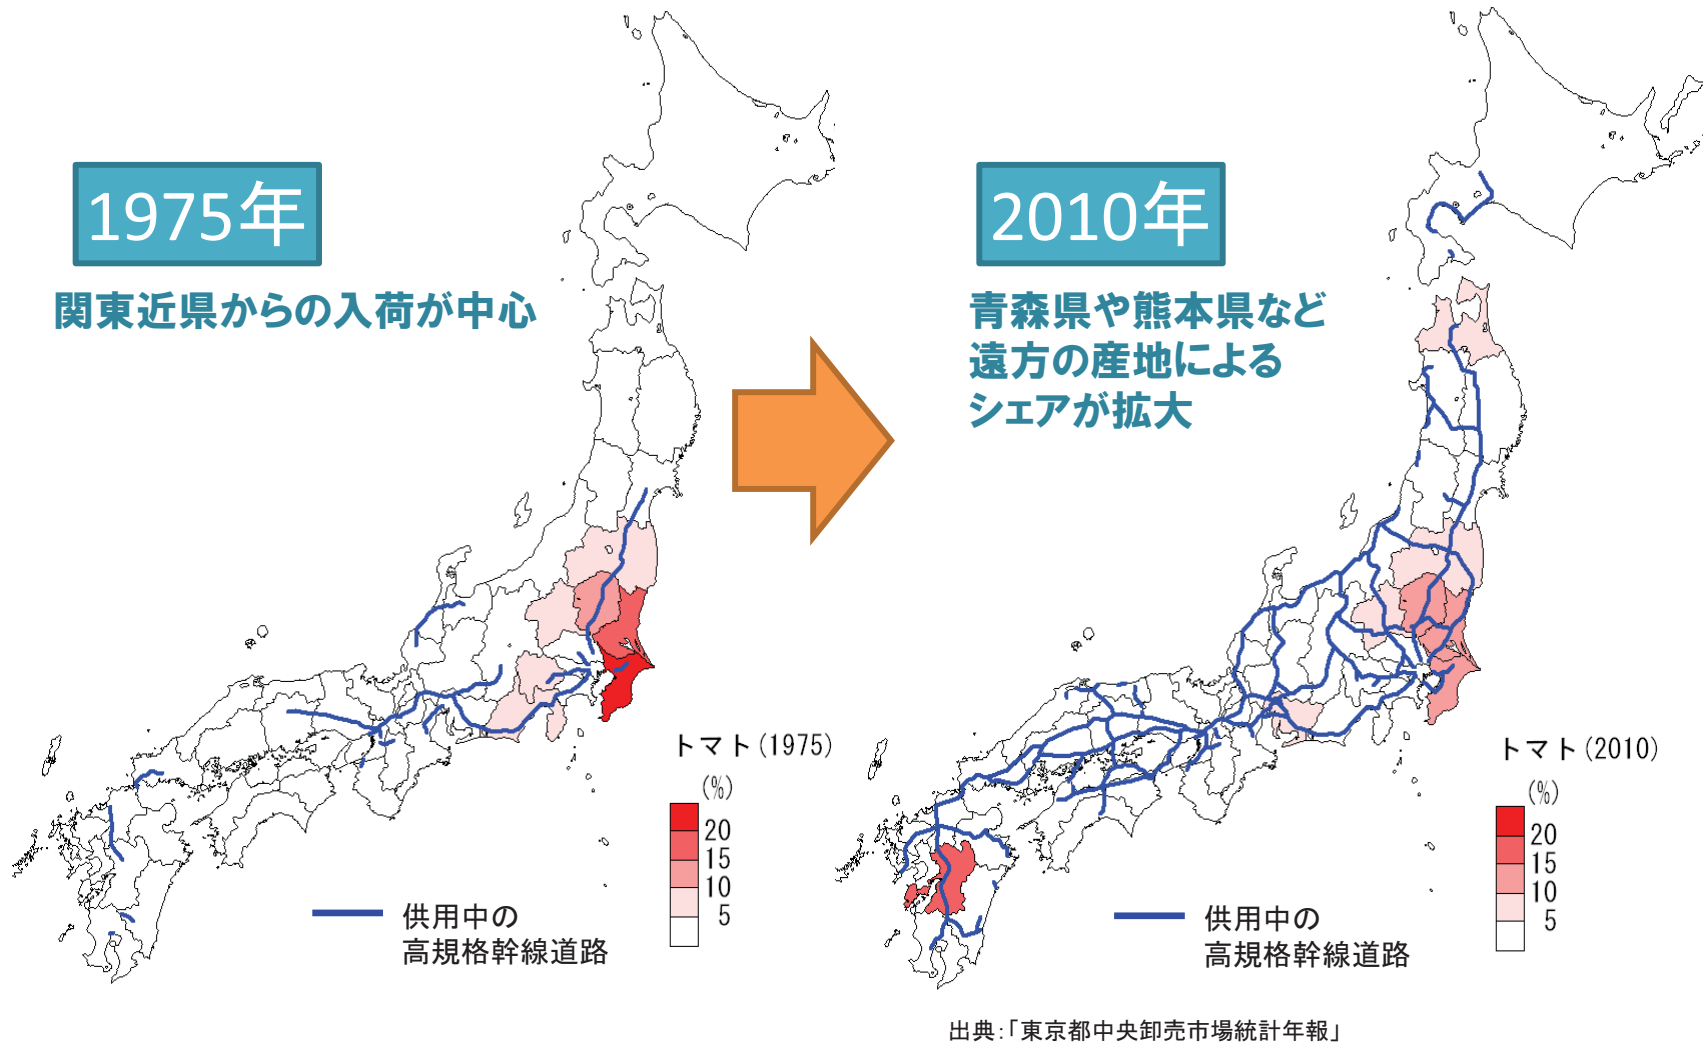 1975年
関東近県からの入荷が中心
トマト(1975)
(%)
20
15
10
5
供用中の
高規格幹線道路
2010年
青森県や熊本県など
遠方の産地による
シェアが拡大
トマト(2010)
(%)
20
15
10
5
供用中の
高規格幹線道路
出典:「東京都中央卸売市場統計年報」